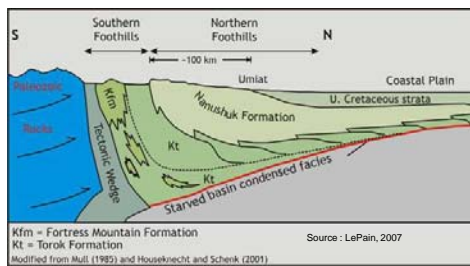 Southern Northern
S Foothills Foothills N
~100 km
Umiat
Coastal Plain
Paleozoic
Kfm
Nanushuk Formation
U. Cretaceous strata
Rocks
Tectonic Wedge
Kt
Kt
Starved basin condensed facies
Kfm = Fortress Mountain Formation
Kt = Torok Formation
Source : LePain, 2007
Modified from Mull (1985) and Houseknecht and Schenk (2001)